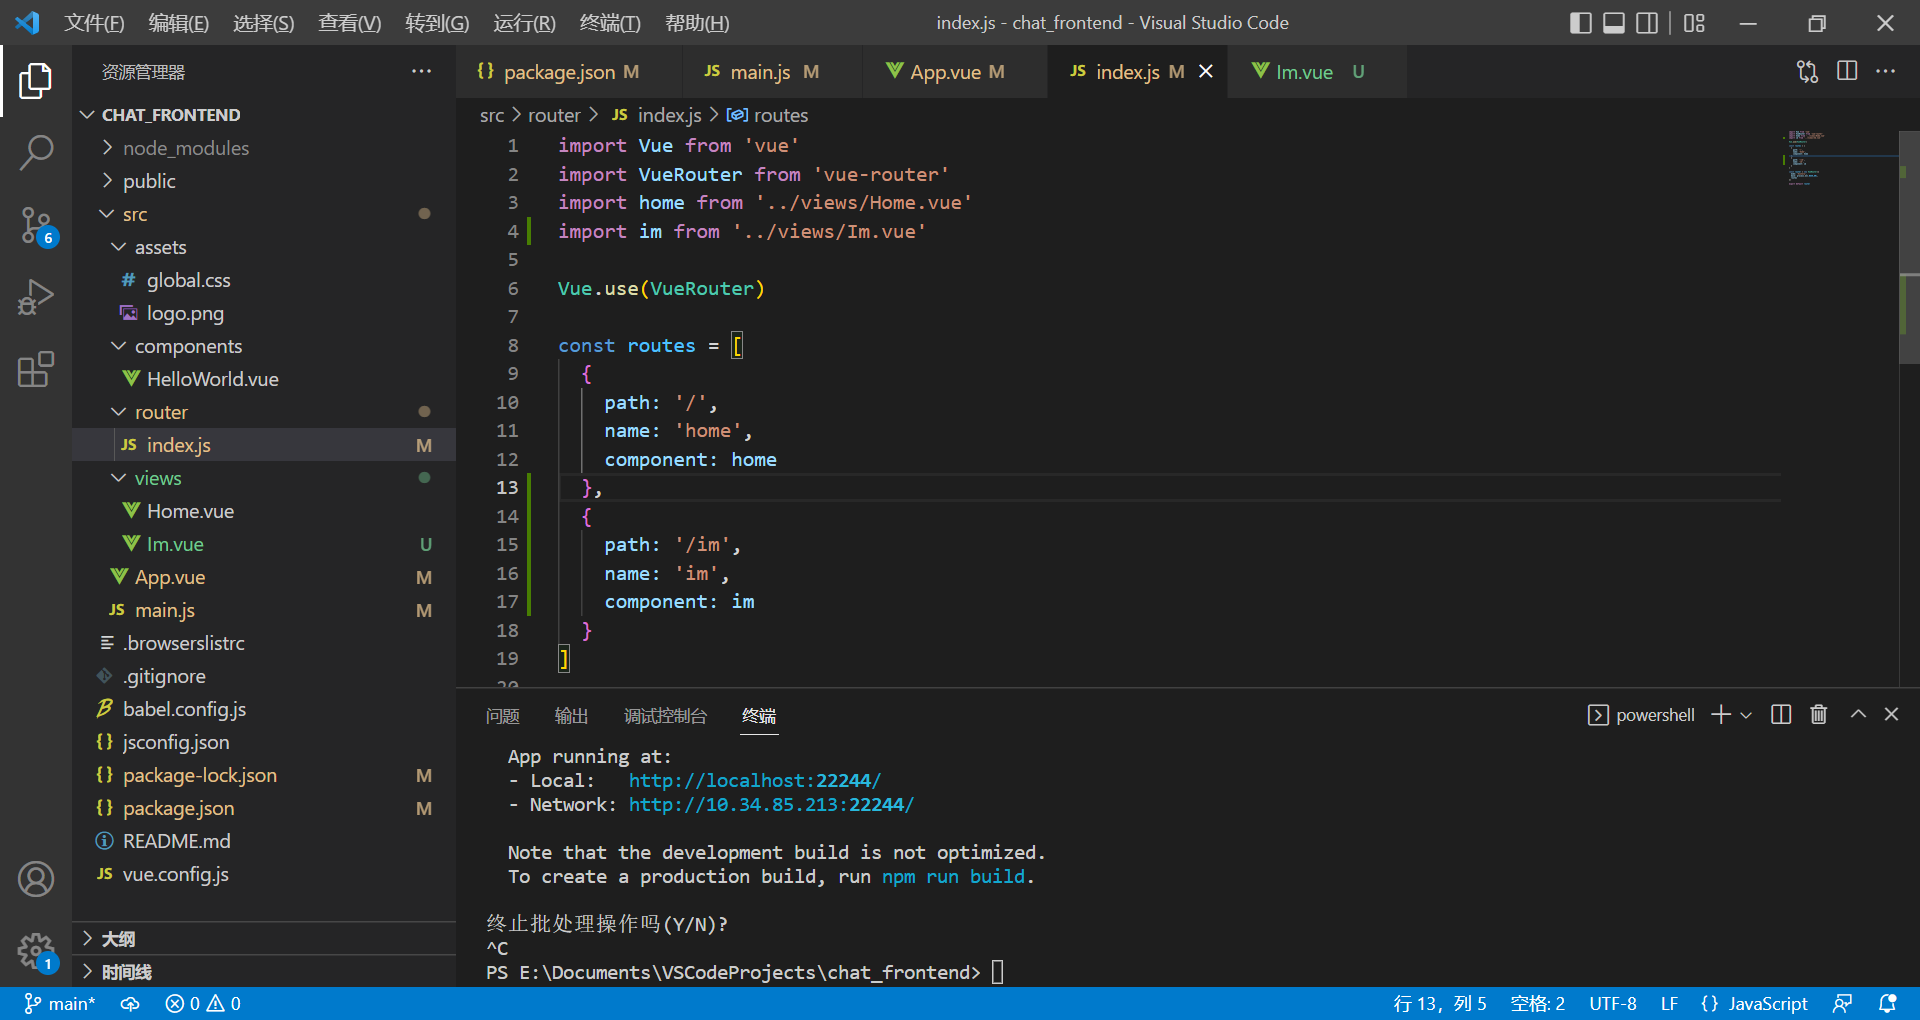 文件(F) 编辑(E) 选择(S) 查看(V) 转到(G) 运行(R) 终端(T) 帮助(H) index.js - chat_frontend - Visual Studio Code
资源管理器
package.json M
JS main.js M
App.vue M
JS index.js M
Im.vue U
CHAT_FRONTEND
node_modules
public
src
assets
# global.css
logo.png
components
HelloWorld.vue
router
JS index.js M
views
Home.vue
Im.vue U
App.vue M
JS main.js M
.browserslistrc
.gitignore
babel.config.js
{} jsconfig.json
{} package-lock.json M
{} package.json M
README.md
JS vue.config.js
大纲
时间线
6
1
src > router > JS index.js > routes
1 import Vue from 'vue'
2 import VueRouter from 'vue-router'
3 import home from '../views/Home.vue'
4 import im from '../views/Im.vue'
5
6 Vue.use(VueRouter)
7
8 const routes = [
9 {
10 path: '/',
11 name: 'home',
12 component: home
13 },
14 {
15 path: '/im',
16 name: 'im',
17 component: im
18 }
19 ]
20
问题 输出 调试控制台 终端 powershell
App running at:
- Local: http://localhost:22244/
- Network: http://10.34.85.213:22244/
Note that the development build is not optimized.
To create a production build, run npm run build.
终止批处理操作吗(Y/N)?
^C
PS E:\Documents\VSCodeProjects\chat_frontend>
main* 0 0 行 13，列 5 空格: 2 UTF-8 LF {} JavaScript